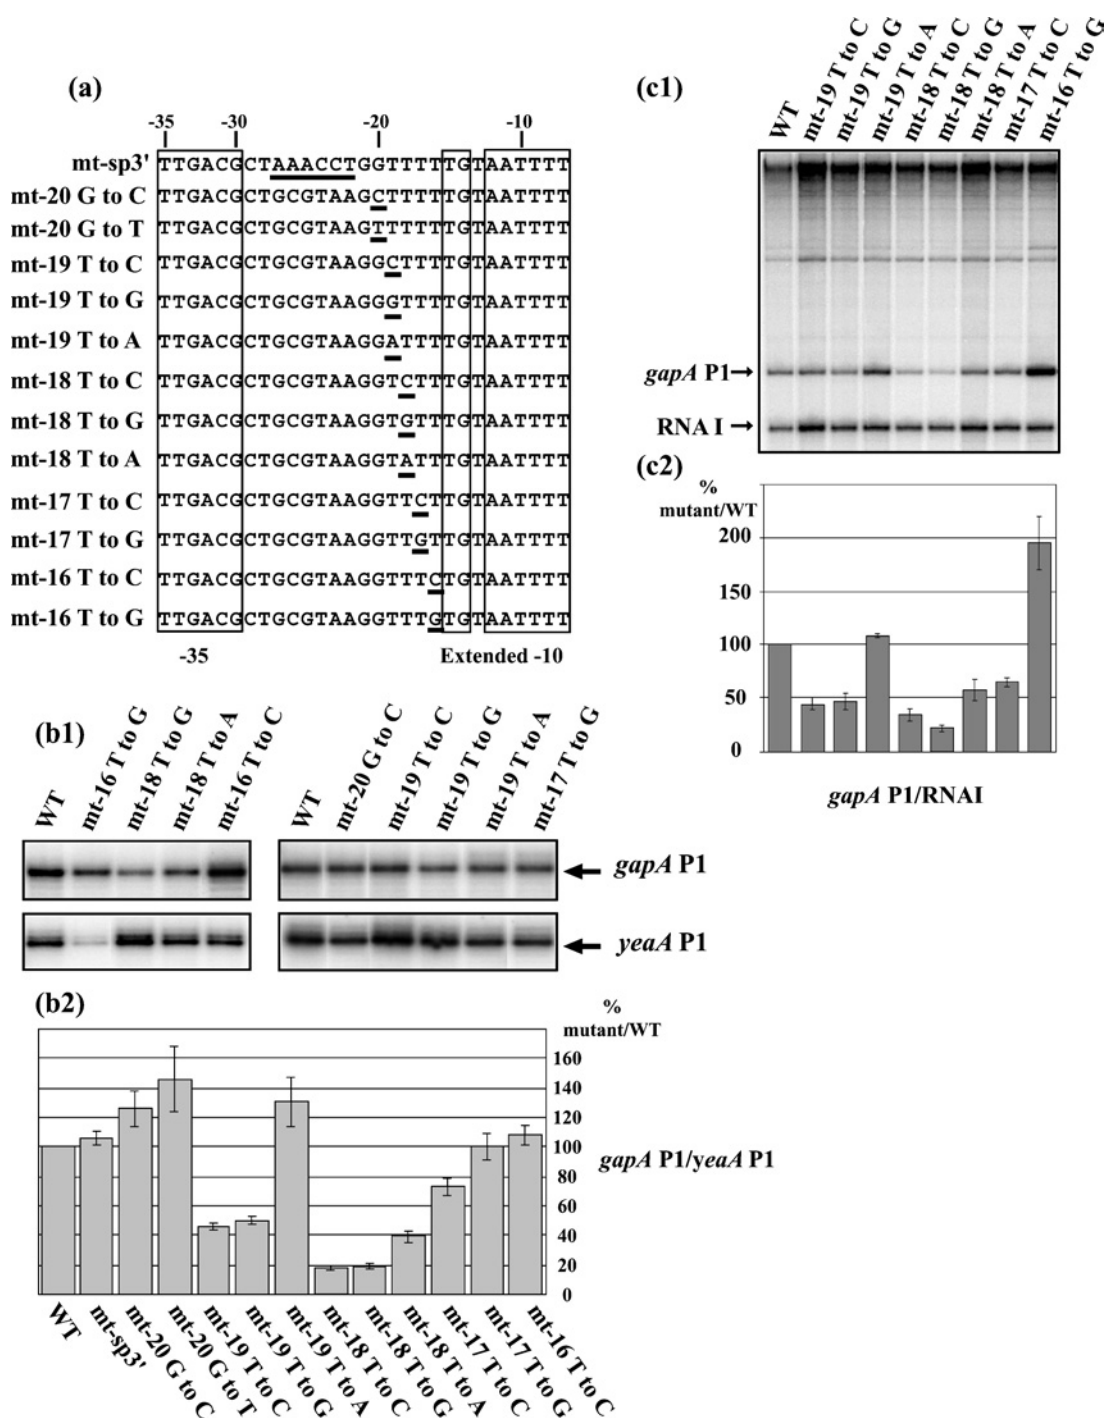 (a)
-35 -30 -20 -10
mt-sp3' TTGACGCTAAACCTGGTTTTTGTAATTTT
mt-20 G to C TTGACGCTGCGTAAGCTTTTTGTAATTTT
mt-20 G to T TTGACGCTGCGTAAGTTTTTTGTAATTTT
mt-19 T to C TTGACGCTGCGTAAGGCTTTTGTAATTTT
mt-19 T to G TTGACGCTGCGTAAGGGTTTTGTAATTTT
mt-19 T to A TTGACGCTGCGTAAGGATTTTGTAATTTT
mt-18 T to C TTGACGCTGCGTAAGGTCTTTGTAATTTT
mt-18 T to G TTGACGCTGCGTAAGGTGTTTGTAATTTT
mt-18 T to A TTGACGCTGCGTAAGGTATTTGTAATTTT
mt-17 T to C TTGACGCTGCGTAAGGTTCTTGTAATTTT
mt-17 T to G TTGACGCTGCGTAAGGTTGTTGTAATTTT
mt-16 T to C TTGACGCTGCGTAAGGTTTCTGTAATTTT
mt-16 T to G TTGACGCTGCGTAAGGTTTGTGTAATTTT
-35 Extended -10
(b1)
WT
mt-16 T to G
mt-18 T to G
mt-18 T to A
mt-16 T to C
WT
mt-20 G to C
mt-19 T to C
mt-19 T to G
mt-19 T to A
mt-17 T to G
gapA P1
yeaA P1
(b2)
%
mutant/WT
160
140
120
100
80
60
40
20
0
gapA P1/yeaA P1
WT
mt-sp3'
mt-20 G to C
mt-20 G to T
mt-19 T to C
mt-19 T to G
mt-19 T to A
mt-18 T to C
mt-18 T to G
mt-18 T to A
mt-17 T to C
mt-17 T to G
mt-16 T to C
(c1)
WT
mt-19 T to C
mt-19 T to G
mt-19 T to A
mt-18 T to C
mt-18 T to G
mt-18 T to A
mt-17 T to C
mt-16 T to G
gapA P1
RNA I
(c2)
%
mutant/WT
200
150
100
50
0
gapA P1/RNAI